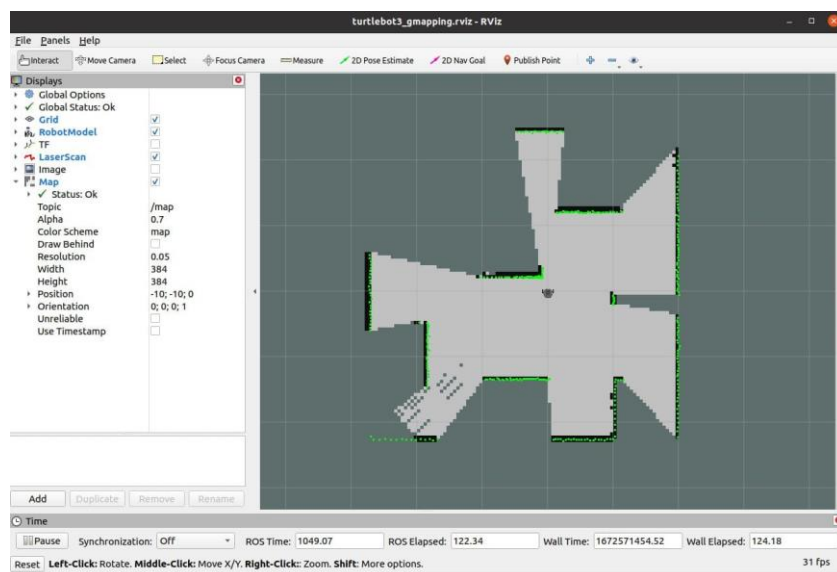 turtlebot3_gmapping.rviz - RViz
File Panels Help
Interact Move Camera Select Focus Camera Measure 2D Pose Estimate 2D Nav Goal Publish Point
Displays
Global Options
Global Status: Ok
Grid
RobotModel
TF
LaserScan
Image
Map
Status: Ok
Topic /map
Alpha 0.7
Color Scheme map
Draw Behind
Resolution 0.05
Width 384
Height 384
Position -10; -10; 0
Orientation 0; 0; 0; 1
Unreliable
Use Timestamp
Add Duplicate Remove Rename
Time
Pause Synchronization: Off ROS Time: 1049.07 ROS Elapsed: 122.34 Wall Time: 1672571454.52 Wall Elapsed: 124.18
Reset Left-Click: Rotate. Middle-Click: Move X/Y. Right-Click:: Zoom. Shift: More options. 31 fps